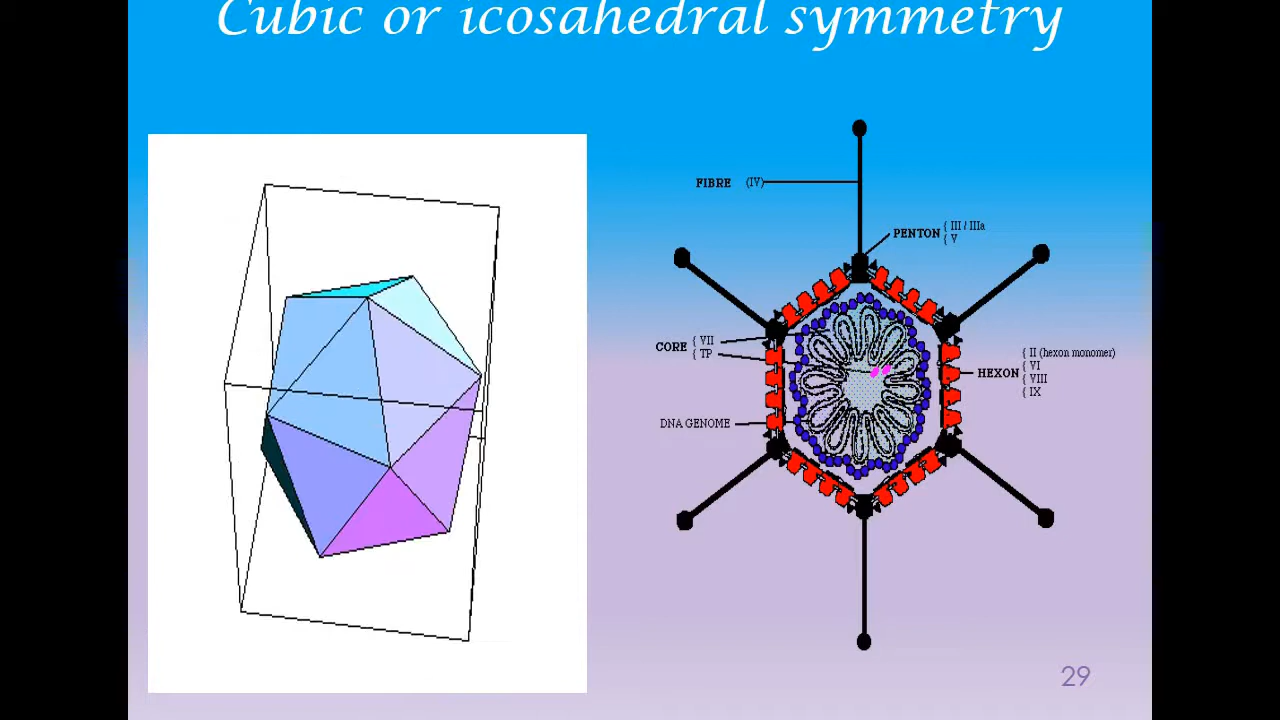 Cubic or icosahedral symmetry
FIBRE (IV)
PENTON { III / IIIa
{ V
CORE { VII
{ TP
HEXON { II (hexon monomer)
{ VI
{ VIII
{ IX
DNA GENOME
29